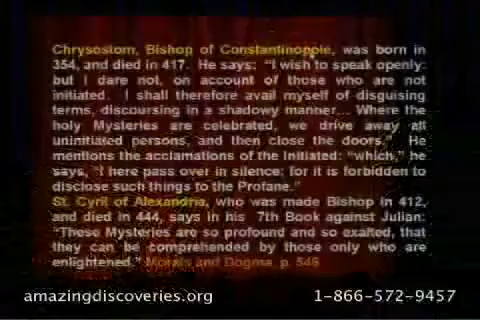 Chrysostom, Bishop of Constantinople, was born in
354, and died in 417. He says: "I wish to speak openly:
but I dare not, on account of those who are not
initiated. I shall therefore avail myself of disguising
terms, discoursing in a shadowy manner... Where the
holy Mysteries are celebrated, we drive away all
uninitiated persons, and then close the doors." He
mentions the acclamations of the Initiated: "which," he
says, "I here pass over in silence; for it is forbidden to
disclose such things to the Profane."
St. Cyril of Alexandria, who was made Bishop in 412,
and died in 444, says in his 7th Book against Julian:
"These Mysteries are so profound and so exalted, that
they can be comprehended by those only who are
enlightened." Morals and Dogma, p. 545
amazingdiscoveries.org 1-866-572-9457